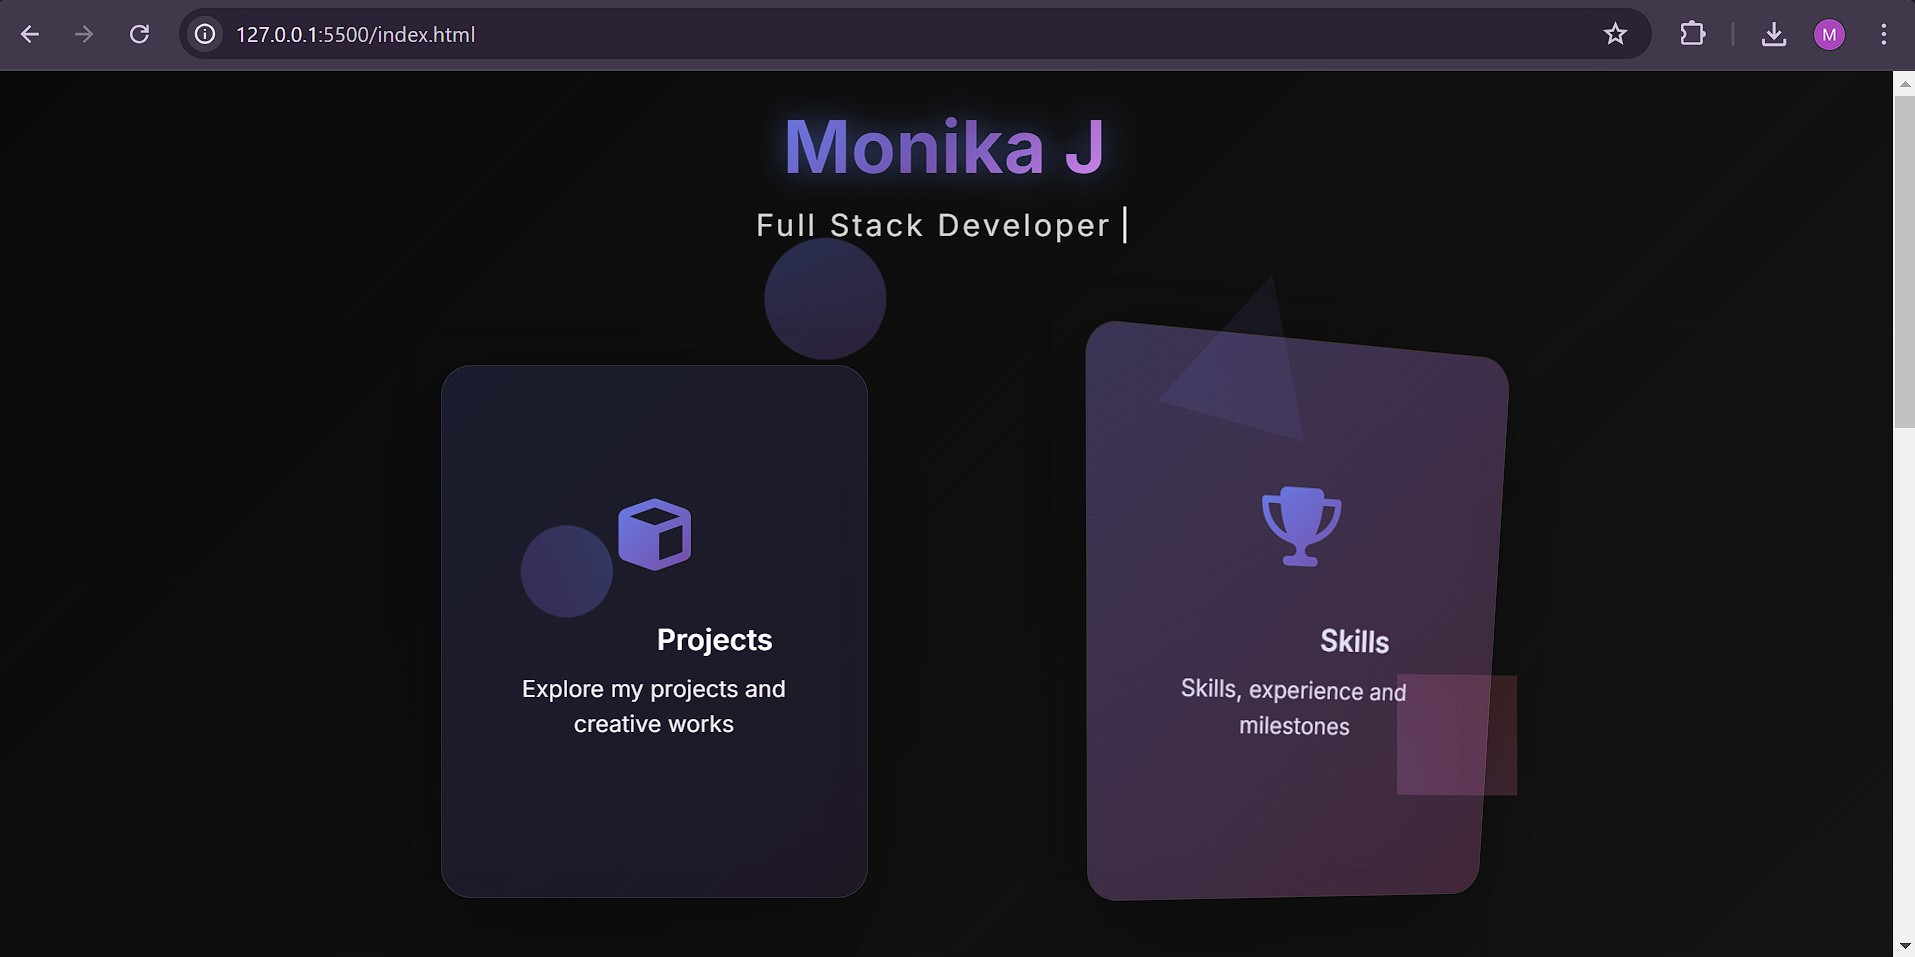 127.0.0.1:5500/index.html
M
Monika J
Full Stack Developer
Projects
Explore my projects and
creative works
Skills
Skills, experience and
milestones